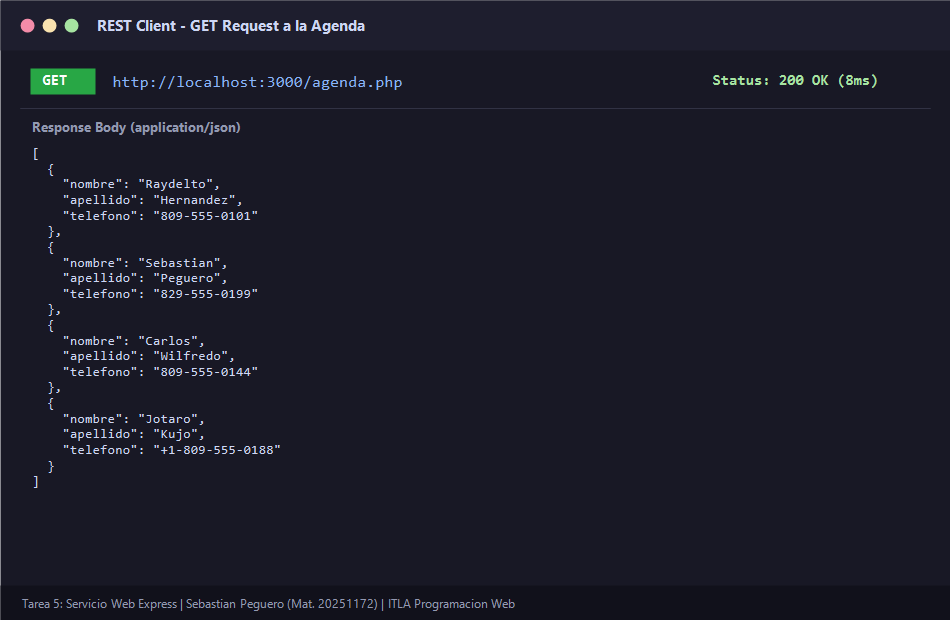 REST Client - GET Request a la Agenda
GET http://localhost:3000/agenda.php Status: 200 OK (8ms)
Response Body (application/json)
[
  {
    "nombre": "Raydelto",
    "apellido": "Hernandez",
    "telefono": "809-555-0101"
  },
  {
    "nombre": "Sebastian",
    "apellido": "Peguero",
    "telefono": "829-555-0199"
  },
  {
    "nombre": "Carlos",
    "apellido": "Wilfredo",
    "telefono": "809-555-0144"
  },
  {
    "nombre": "Jotaro",
    "apellido": "Kujo",
    "telefono": "+1-809-555-0188"
  }
]
Tarea 5: Servicio Web Express | Sebastian Peguero (Mat. 20251172) | ITLA Programacion Web